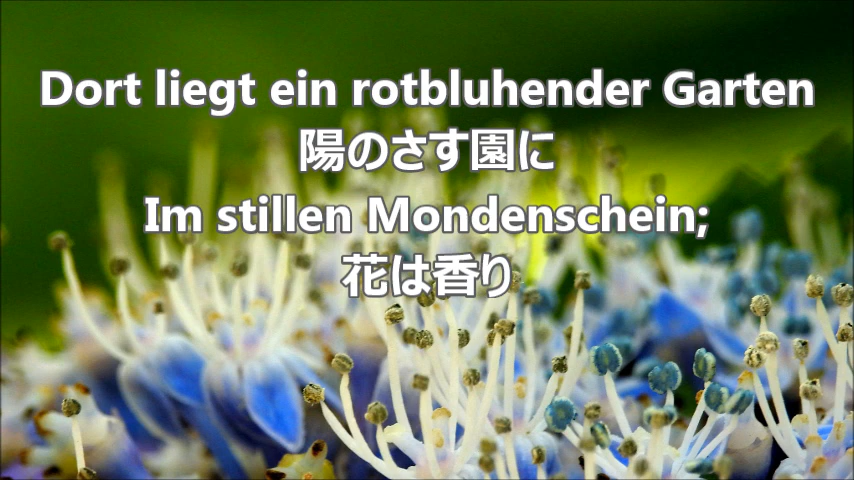 Dort liegt ein rotbluhender Garten
陽のさす園に
Im stillen Mondenschein;
花は香り